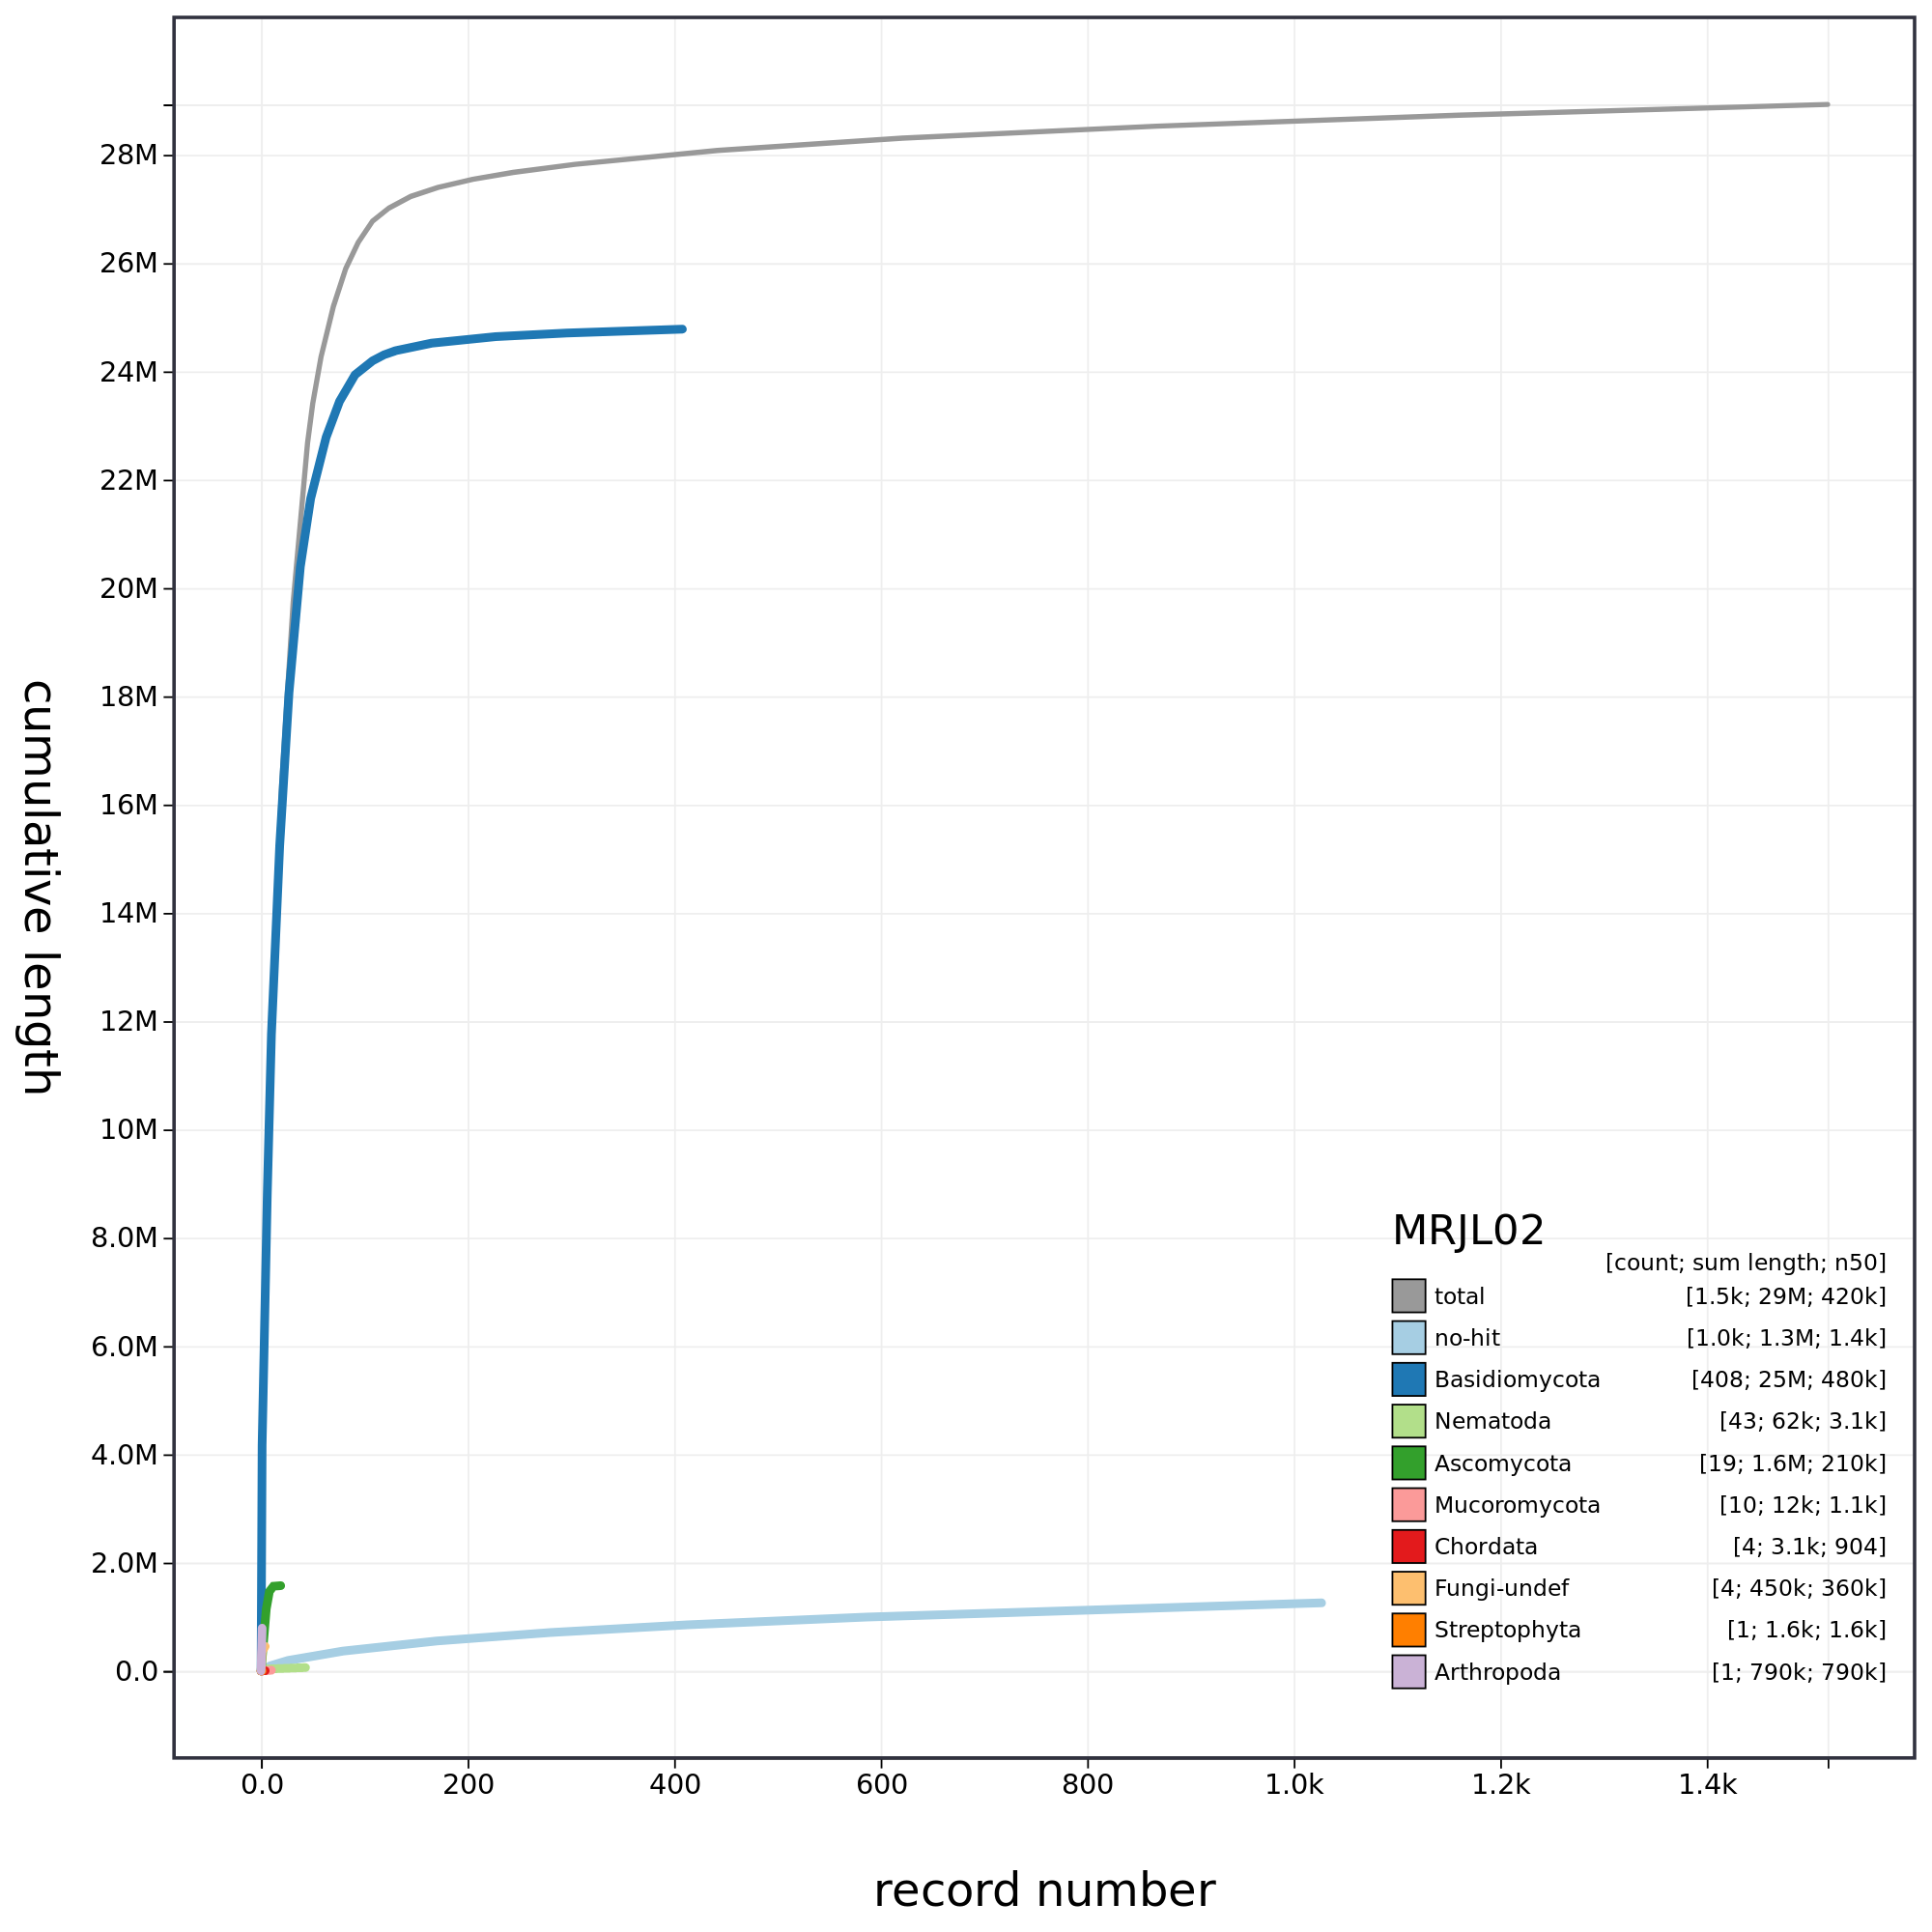 28M
26M
24M
22M
20M
18M
16M
14M
12M
10M
8.0M
6.0M
4.0M
2.0M
0.0
cumulative length
MRJL02
[count; sum length; n50]
total [1.5k; 29M; 420k]
no-hit [1.0k; 1.3M; 1.4k]
Basidiomycota [408; 25M; 480k]
Nematoda [43; 62k; 3.1k]
Ascomycota [19; 1.6M; 210k]
Mucoromycota [10; 12k; 1.1k]
Chordata [4; 3.1k; 904]
Fungi-undef [4; 450k; 360k]
Streptophyta [1; 1.6k; 1.6k]
Arthropoda [1; 790k; 790k]
0.0 200 400 600 800 1.0k 1.2k 1.4k
record number